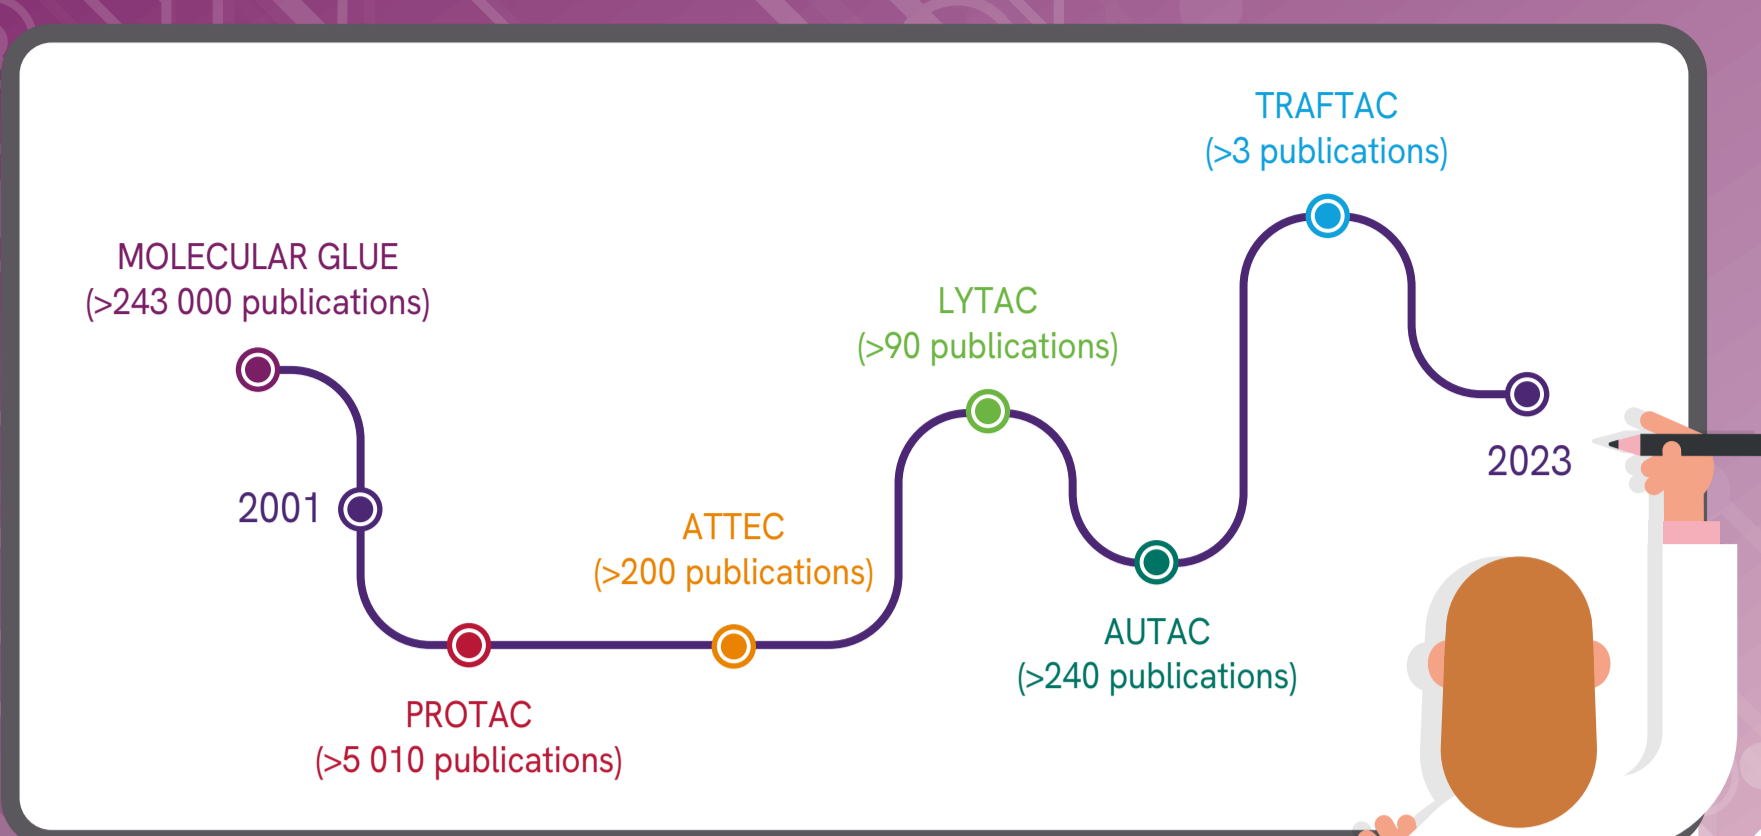 MOLECULAR GLUE
(>243 000 publications)
2001
PROTAC
(>5 010 publications)
ATTEC
(>200 publications)
LYTAC
(>90 publications)
AUTAC
(>240 publications)
TRAFTAC
(>3 publications)
2023